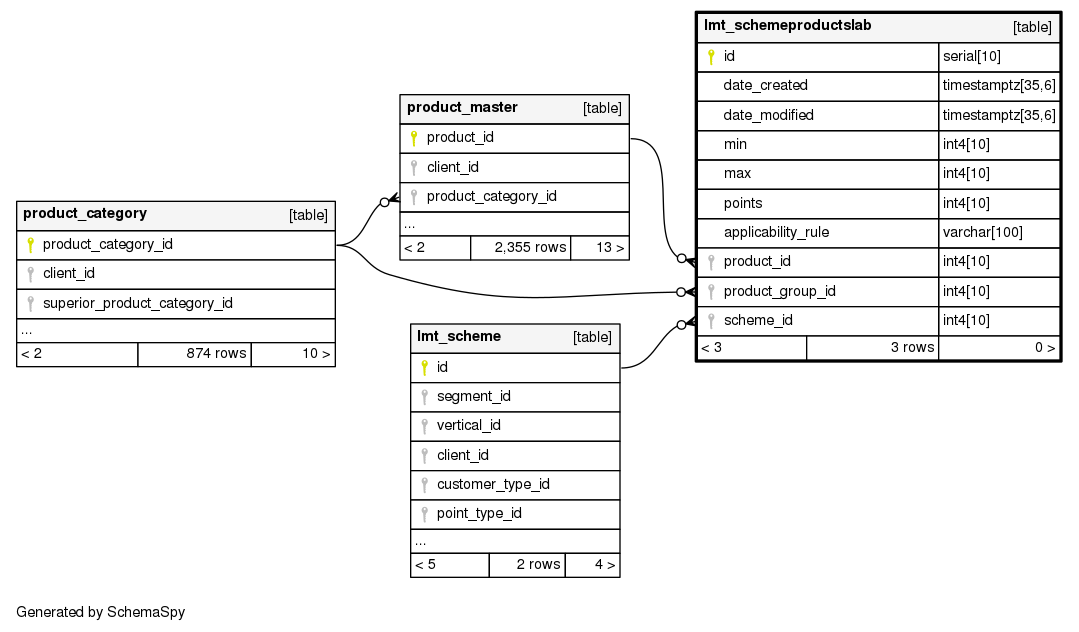 lmt_schemeproductslab [table]
id serial[10]
date_created timestamptz[35,6]
date_modified timestamptz[35,6]
min int4[10]
max int4[10]
points int4[10]
applicability_rule varchar[100]
product_id int4[10]
product_group_id int4[10]
scheme_id int4[10]
< 3 3 rows 0 >
product_master [table]
product_id
client_id
product_category_id
...
< 2 2,355 rows 13 >
product_category [table]
product_category_id
client_id
superior_product_category_id
...
< 2 874 rows 10 >
lmt_scheme [table]
id
segment_id
vertical_id
client_id
customer_type_id
point_type_id
...
< 5 2 rows 4 >
Generated by SchemaSpy